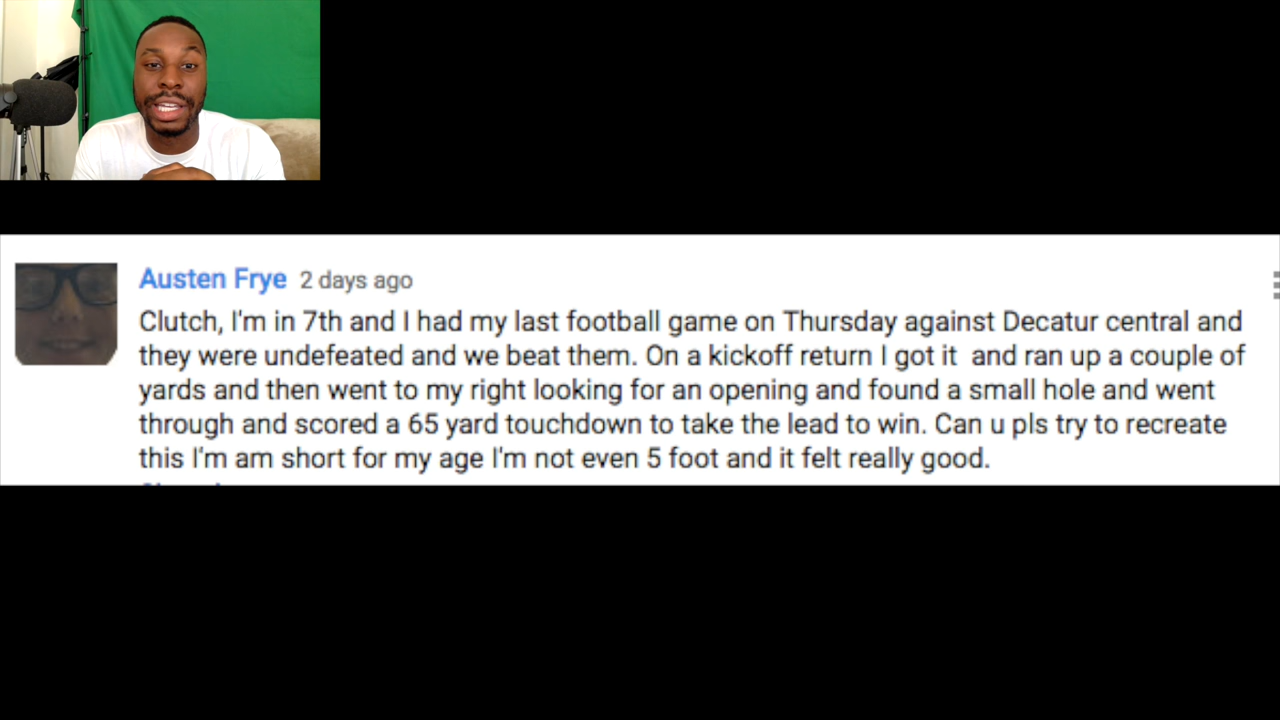 Austen Frye 2 days ago
Clutch, I'm in 7th and I had my last football game on Thursday against Decatur central and
they were undefeated and we beat them. On a kickoff return I got it and ran up a couple of
yards and then went to my right looking for an opening and found a small hole and went
through and scored a 65 yard touchdown to take the lead to win. Can u pls try to recreate
this I'm am short for my age I'm not even 5 foot and it felt really good.